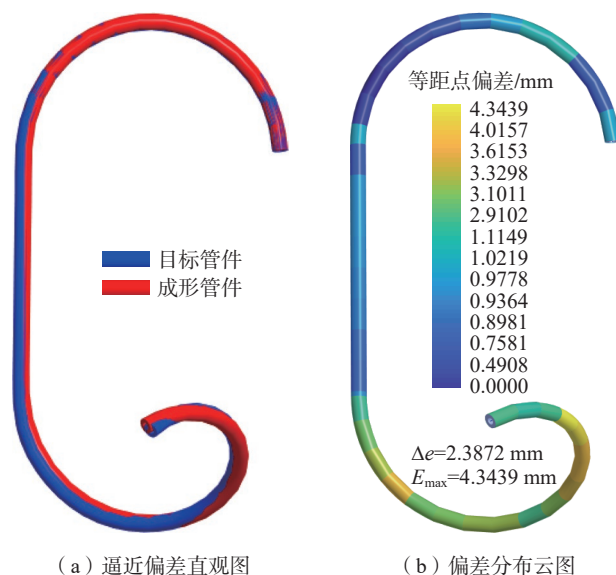 目标管件
成形管件
(a)逼近偏差直观图
等距点偏差/mm
4.3439
4.0157
3.6153
3.3298
3.1011
2.9102
1.1149
1.0219
0.9778
0.9364
0.8981
0.7581
0.4908
0.0000
Δe=2.3872 mm
Emax=4.3439 mm
(b)偏差分布云图